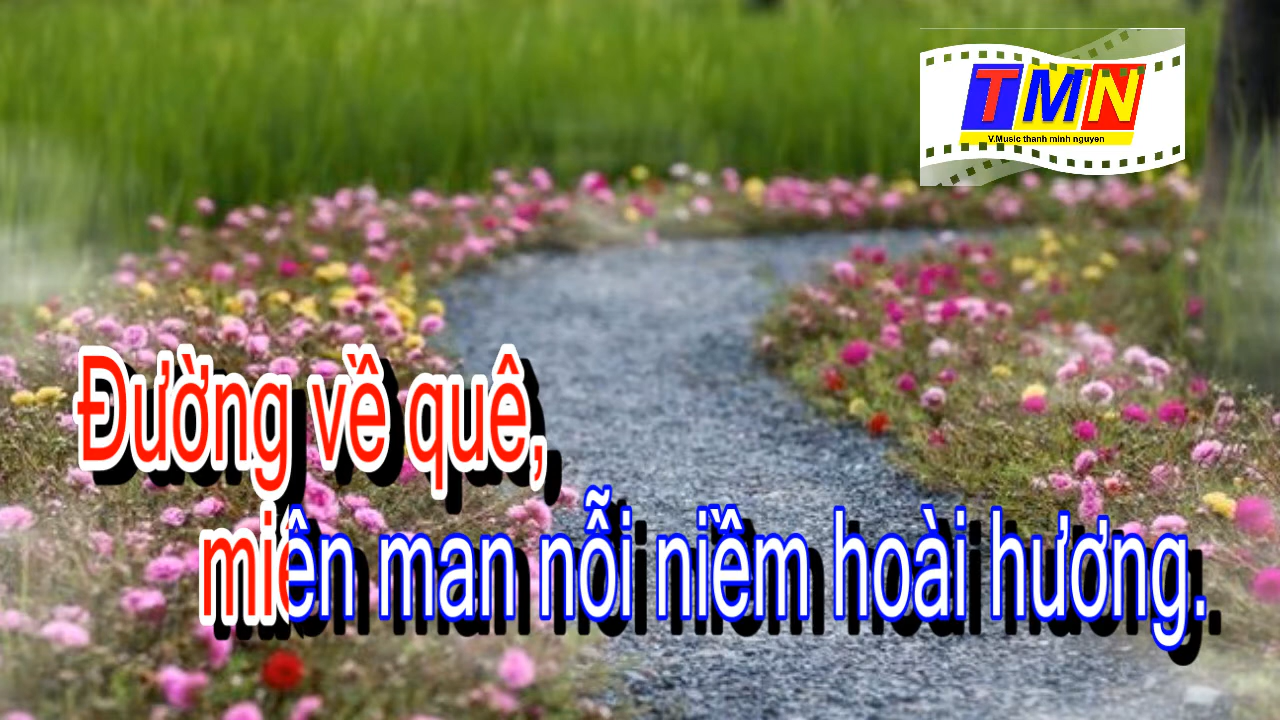 TMN
V.Music thanh minh nguyen
Đường về quê,
miên man nỗi niềm hoài hương.